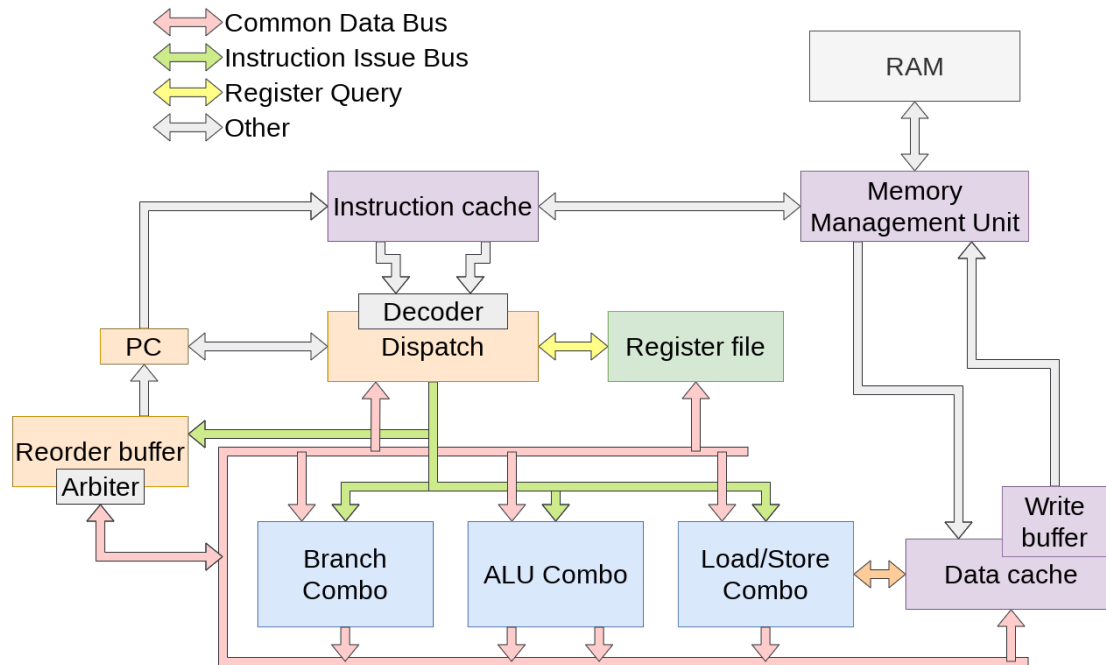 Common Data Bus
Instruction Issue Bus
Register Query
Other
RAM
Instruction cache
Memory
Management Unit
Decoder
PC
Dispatch
Register file
Reorder buffer
Arbiter
Branch
Combo
ALU Combo
Load/Store
Combo
Write
buffer
Data cache